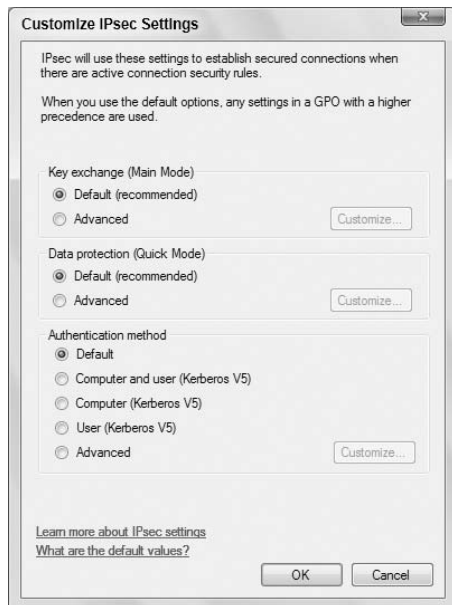 Customize IPsec Settings
IPsec will use these settings to establish secured connections when
there are active connection security rules.
When you use the default options, any settings in a GPO with a higher
precedence are used.
Key exchange (Main Mode)
Default (recommended)
Advanced
Customize...
Data protection (Quick Mode)
Default (recommended)
Advanced
Customize...
Authentication method
Default
Computer and user (Kerberos V5)
Computer (Kerberos V5)
User (Kerberos V5)
Advanced
Customize...
Learn more about IPsec settings
What are the default values?
OK
Cancel